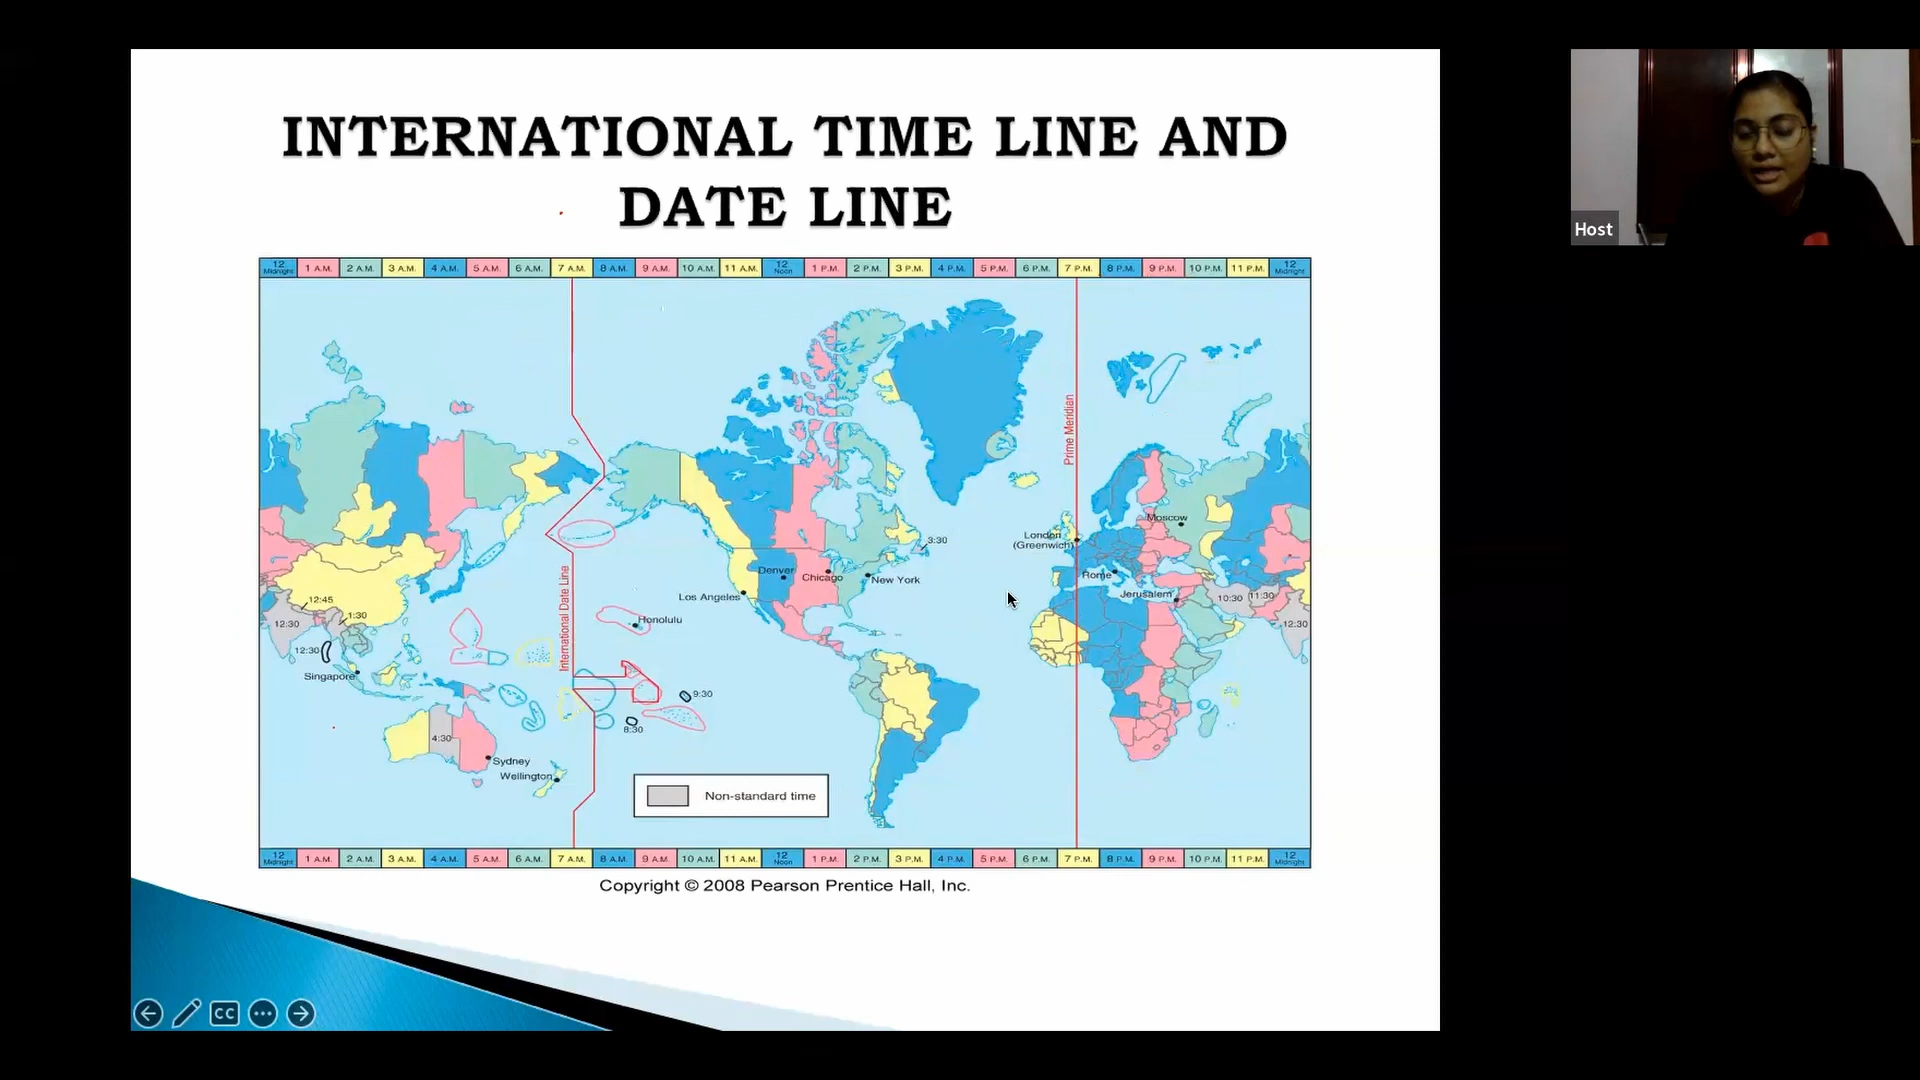 INTERNATIONAL TIME LINE AND
DATE LINE
Host
12 Midnight 1 A.M. 2 A.M. 3 A.M. 4 A.M. 5 A.M. 6 A.M. 7 A.M. 8 A.M. 9 A.M. 10 A.M. 11 A.M. 12 Noon 1 P.M. 2 P.M. 3 P.M. 4 P.M. 5 P.M. 6 P.M. 7 P.M. 8 P.M. 9 P.M. 10 P.M. 11 P.M. 12 Midnight
Prime Meridian
Moscow
London
(Greenwich)
3:30
Denver
Chicago
New York
Rome
Los Angeles
Jerusalem
10:30
11:30
12:45
1:30
12:30
12:30
International Date Line
Honolulu
12:30
Singapore
9:30
8:30
4:30
Sydney
Wellington
Non-standard time
12 Midnight 1 A.M. 2 A.M. 3 A.M. 4 A.M. 5 A.M. 6 A.M. 7 A.M. 8 A.M. 9 A.M. 10 A.M. 11 A.M. 12 Noon 1 P.M. 2 P.M. 3 P.M. 4 P.M. 5 P.M. 6 P.M. 7 P.M. 8 P.M. 9 P.M. 10 P.M. 11 P.M. 12 Midnight
Copyright © 2008 Pearson Prentice Hall, Inc.
CC